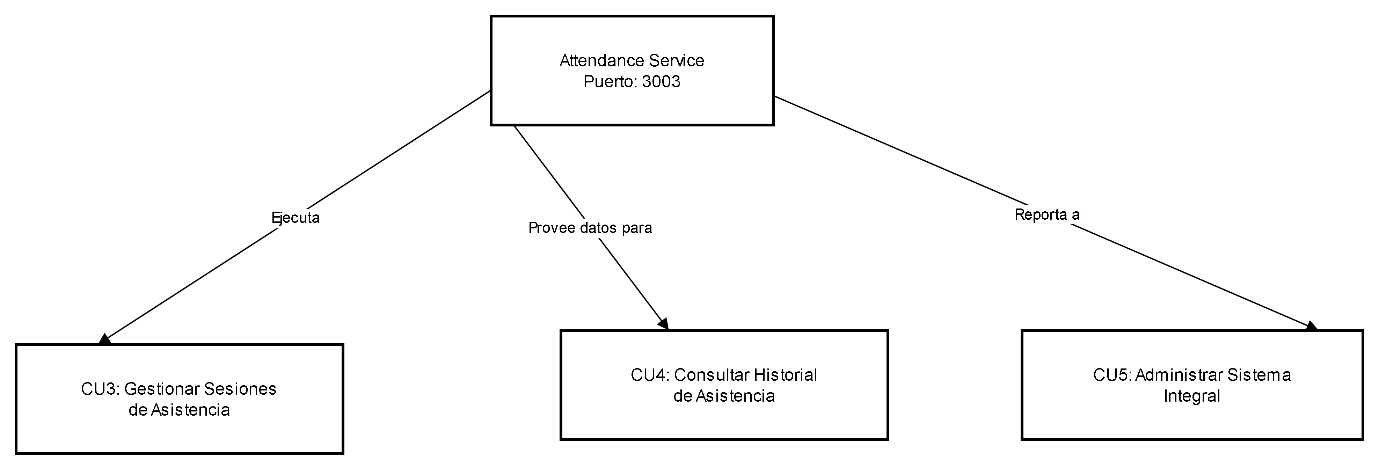 Attendance Service
Puerto: 3003
Ejecuta
Provee datos para
Reporta a
CU3: Gestionar Sesiones
de Asistencia
CU4: Consultar Historial
de Asistencia
CU5: Administrar Sistema
Integral